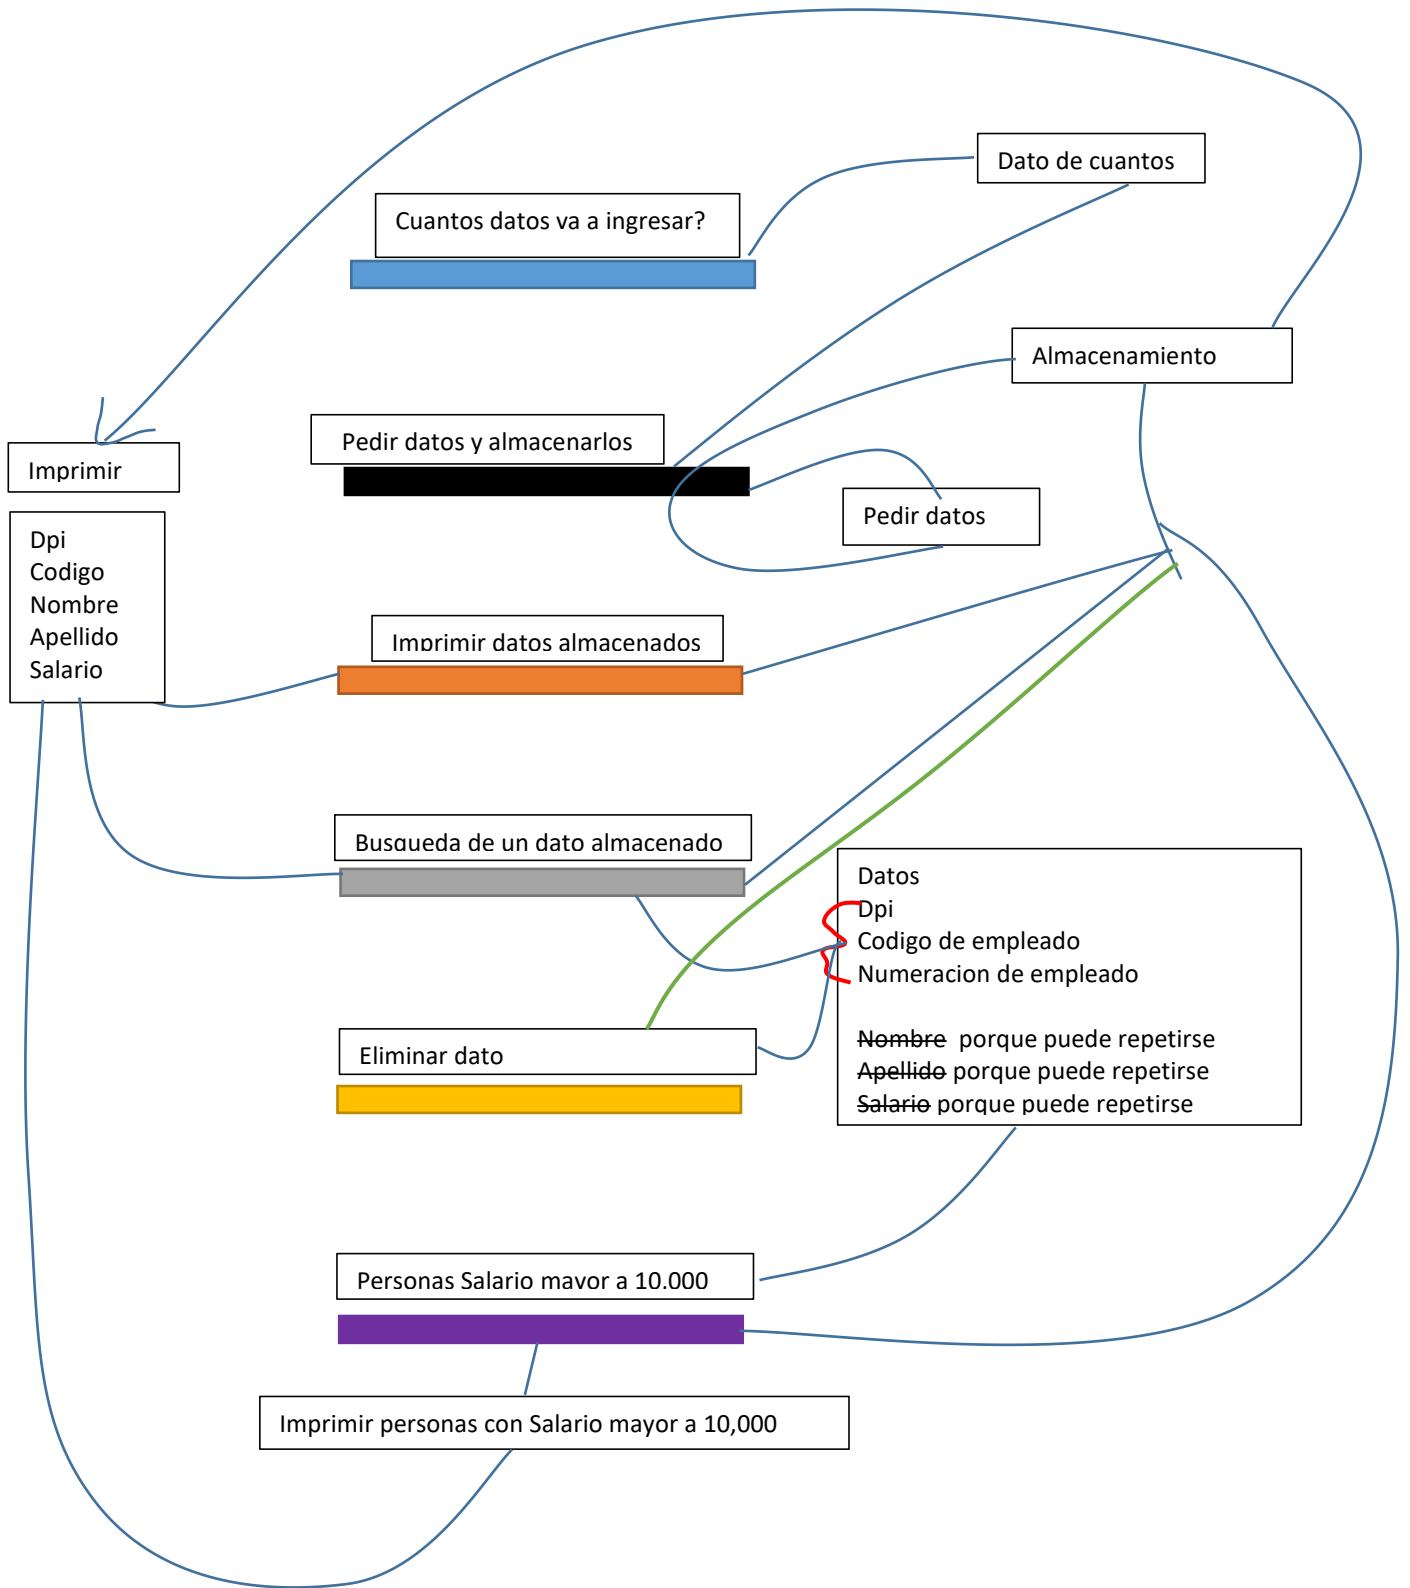 Dato de cuantos
Cuantos datos va a ingresar?
Almacenamiento
Pedir datos y almacenarlos
Imprimir
Pedir datos
Dpi
Codigo
Nombre
Apellido
Salario
Imprimir datos almacenados
Busqueda de un dato almacenado
Datos
Dpi
Codigo de empleado
Numeracion de empleado
Nombre porque puede repetirse
Apellido porque puede repetirse
Salario porque puede repetirse
Eliminar dato
Personas Salario mayor a 10.000
Imprimir personas con Salario mayor a 10,000